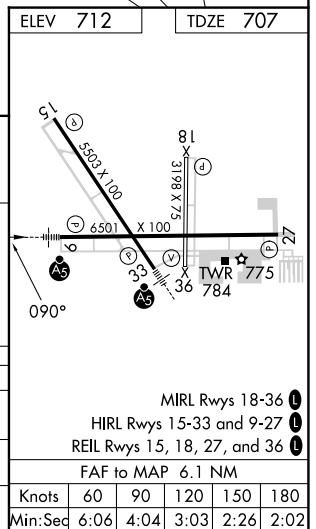 ELEV 712
TDZE 707
15
5503 X 100
P
18
3198 X 75
P
P
6501 X 100
27
P
9
P
V
33
36
TWR 784
775
A5
A5
090°
MIRL Rwys 18-36 L
HIRL Rwys 15-33 and 9-27 L
REIL Rwys 15, 18, 27, and 36 L
FAF to MAP 6.1 NM
Knots 60 90 120 150 180
Min:Sec 6:06 4:04 3:03 2:26 2:02